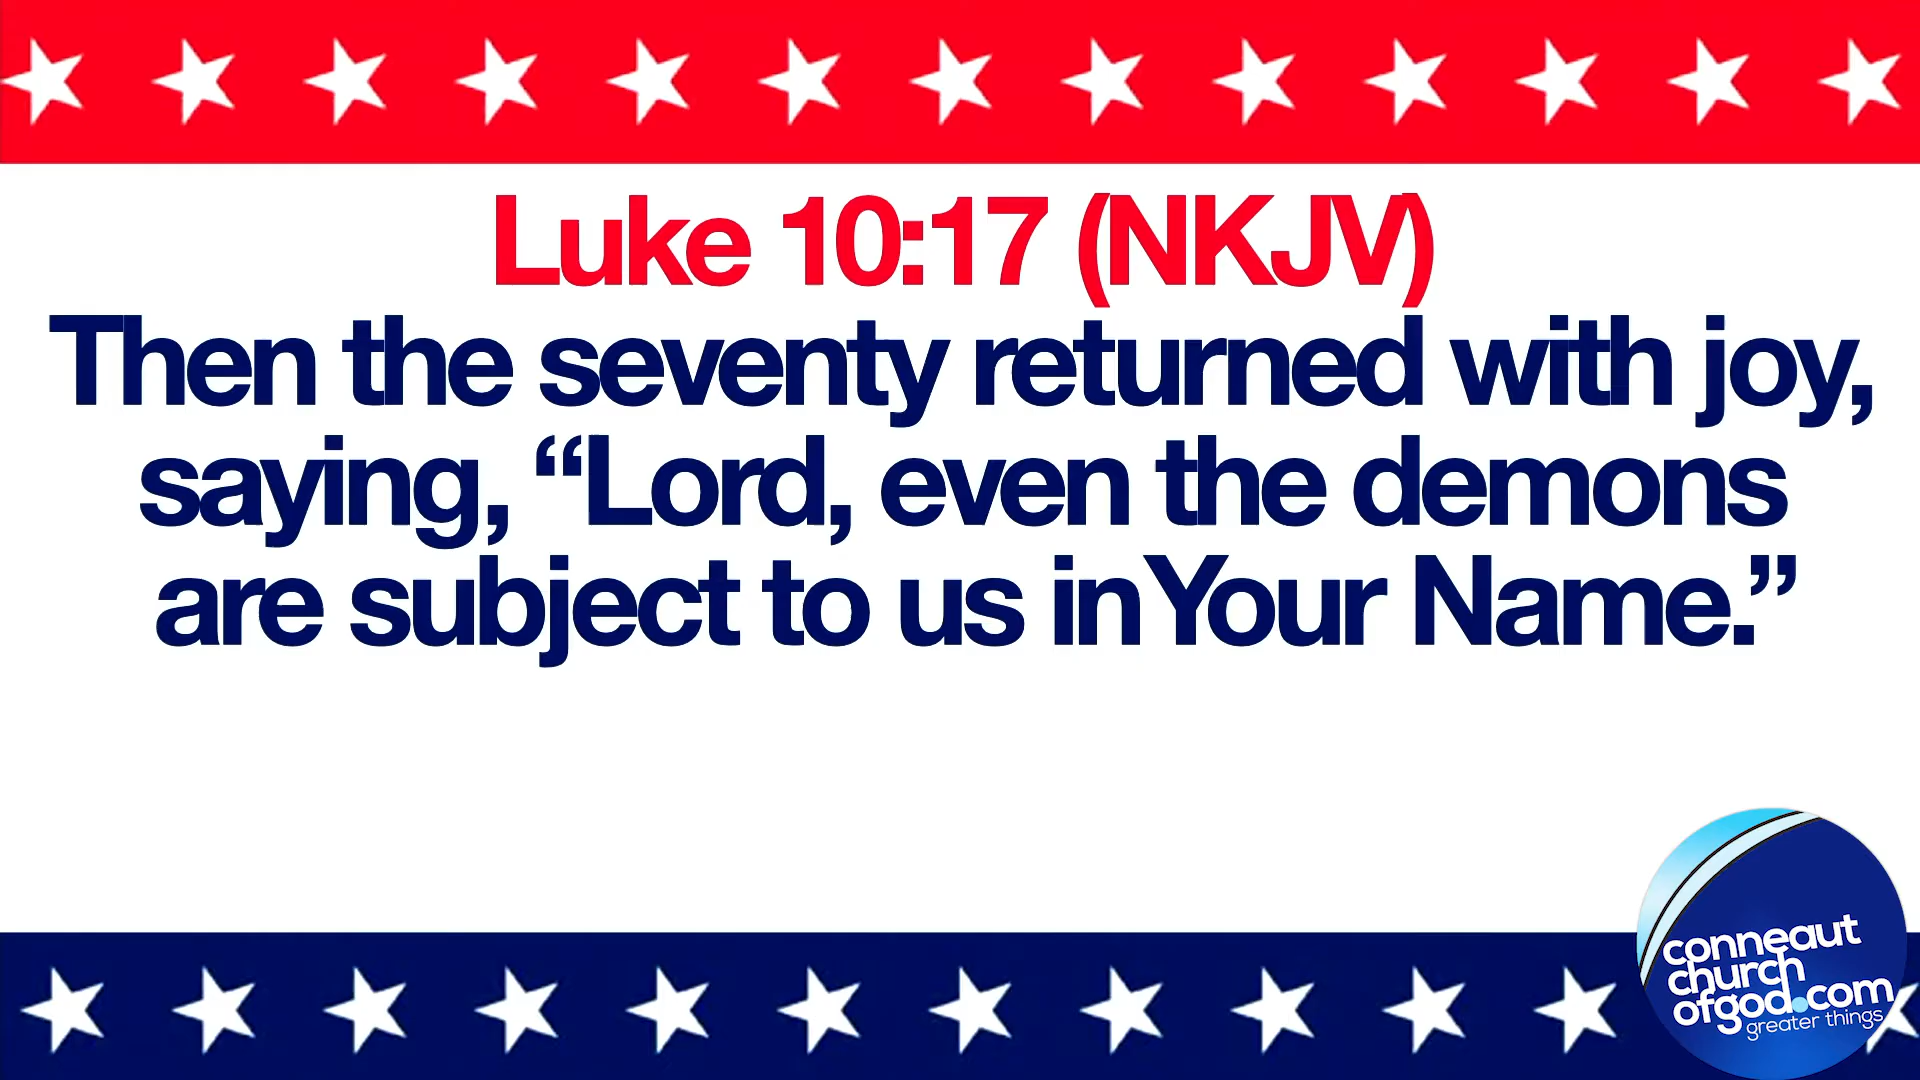 Luke 10:17 (NKJV)
Then the seventy returned with joy,
saying, “Lord, even the demons
are subject to us in Your Name.”
conneaut
church
ofgod.com
greater things